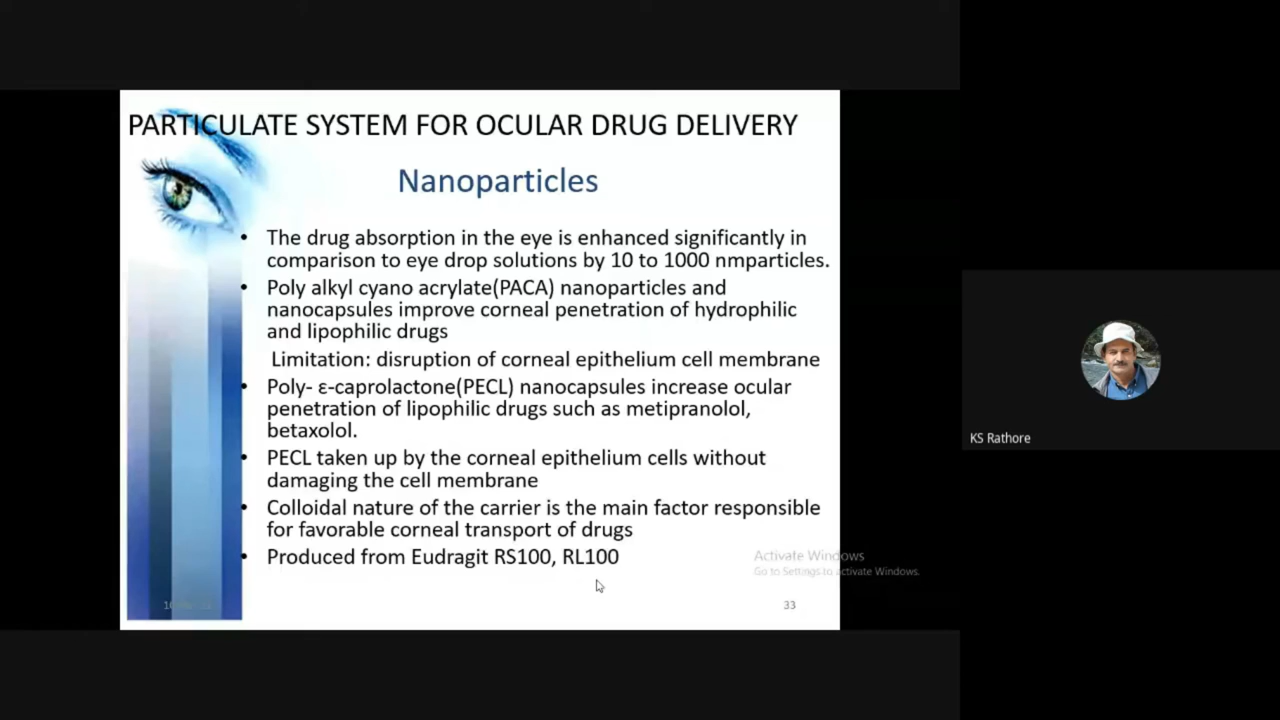 PARTICULATE SYSTEM FOR OCULAR DRUG DELIVERY
Nanoparticles
• The drug absorption in the eye is enhanced significantly in
comparison to eye drop solutions by 10 to 1000 nmparticles.
• Poly alkyl cyano acrylate(PACA) nanoparticles and
nanocapsules improve corneal penetration of hydrophilic
and lipophilic drugs
Limitation: disruption of corneal epithelium cell membrane
• Poly- ε-caprolactone(PECL) nanocapsules increase ocular
penetration of lipophilic drugs such as metipranolol,
betaxolol.
• PECL taken up by the corneal epithelium cells without
damaging the cell membrane
• Colloidal nature of the carrier is the main factor responsible
for favorable corneal transport of drugs
• Produced from Eudragit RS100, RL100
Activate Windows
Go to Settings to activate Windows.
33
KS Rathore